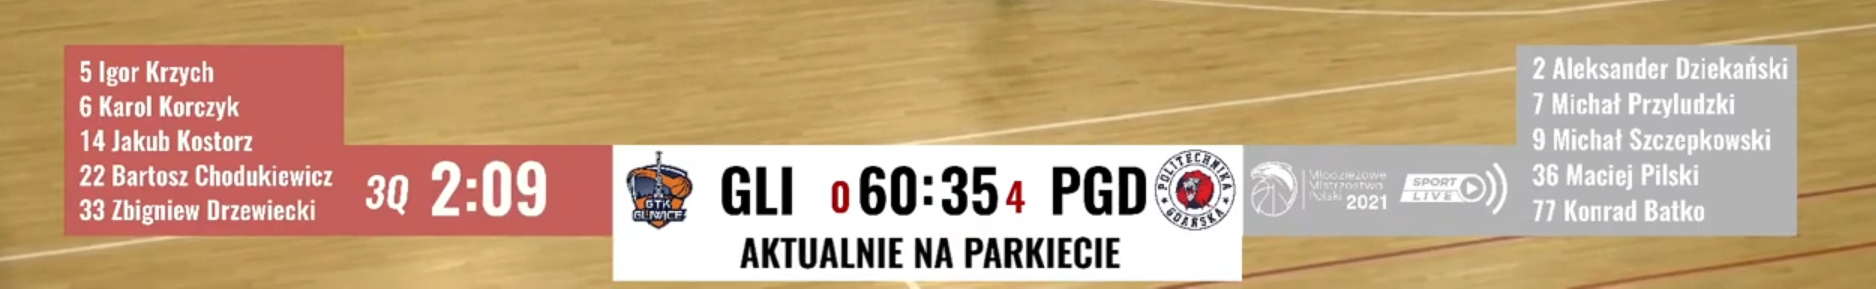 5 Igor Krzych
6 Karol Korczyk
14 Jakub Kostorz
22 Bartosz Chodukiewicz
33 Zbigniew Drzewiecki
3Q 2:09
GTK
GLIWICE
GLI 0 60:35 4 PGD
POLITECHNIKA
GDAŃSKA
AKTUALNIE NA PARKIECIE
Młodzieżowe
Mistrzostwa
Polski 2021
SPORT
LIVE
2 Aleksander Dziekański
7 Michał Przyludzki
9 Michał Szczepkowski
36 Maciej Pilski
77 Konrad Batko